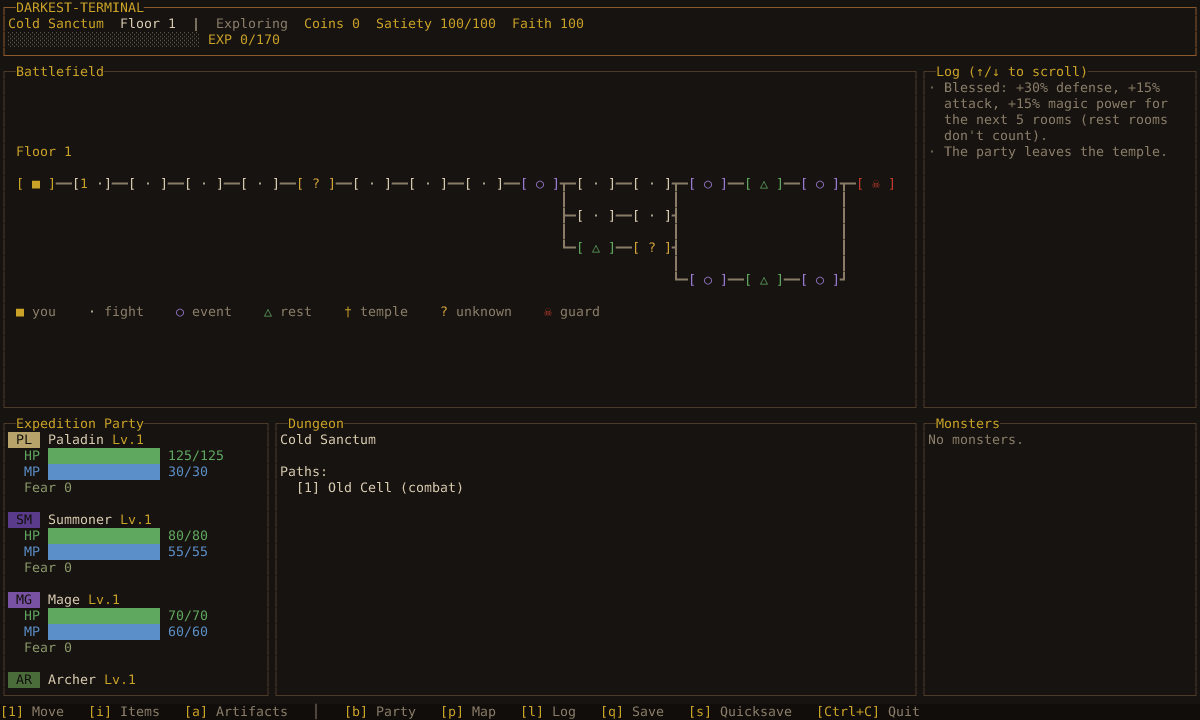 DARKEST-TERMINAL
Cold Sanctum  Floor 1  |  Exploring  Coins 0  Satiety 100/100  Faith 100
EXP 0/170
Battlefield
Floor 1
[ ■ ]──[1 ·]──[ · ]──[ · ]──[ · ]──[ ? ]──[ · ]──[ · ]──[ · ]──[ ○ ]┬─[ · ]──[ · ]┬─[ ○ ]──[ △ ]──[ ○ ]┬─[ ☠ ]
├─[ · ]──[ · ]┤
└─[ △ ]──[ ? ]┤
└─[ ○ ]──[ △ ]──[ ○ ]┘
■ you    · fight    ○ event    △ rest    † temple    ? unknown    ☠ guard
Log (↑/↓ to scroll)
· Blessed: +30% defense, +15%
attack, +15% magic power for
the next 5 rooms (rest rooms
don't count).
· The party leaves the temple.
Expedition Party
PL Paladin Lv.1
HP 125/125
MP 30/30
Fear 0
SM Summoner Lv.1
HP 80/80
MP 55/55
Fear 0
MG Mage Lv.1
HP 70/70
MP 60/60
Fear 0
AR Archer Lv.1
Dungeon
Cold Sanctum
Paths:
[1] Old Cell (combat)
Monsters
No monsters.
[1] Move   [i] Items   [a] Artifacts   │   [b] Party   [p] Map   [l] Log   [q] Save   [s] Quicksave   [Ctrl+C] Quit